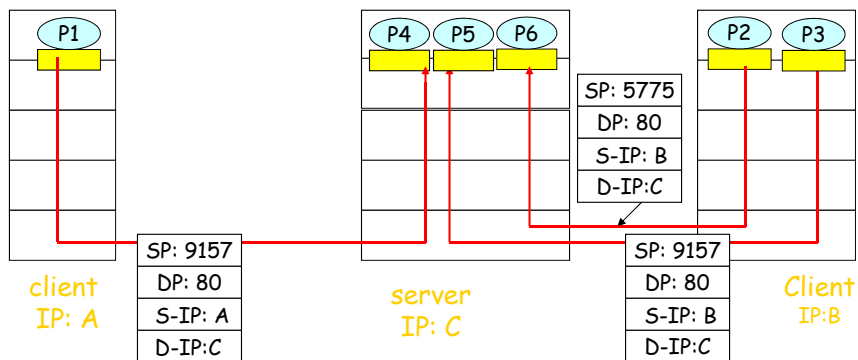 P1
P4
P5
P6
P2
P3
SP: 5775
DP: 80
S-IP: B
D-IP:C
SP: 9157
DP: 80
S-IP: A
D-IP:C
SP: 9157
DP: 80
S-IP: B
D-IP:C
client
IP: A
server
IP: C
Client
IP:B